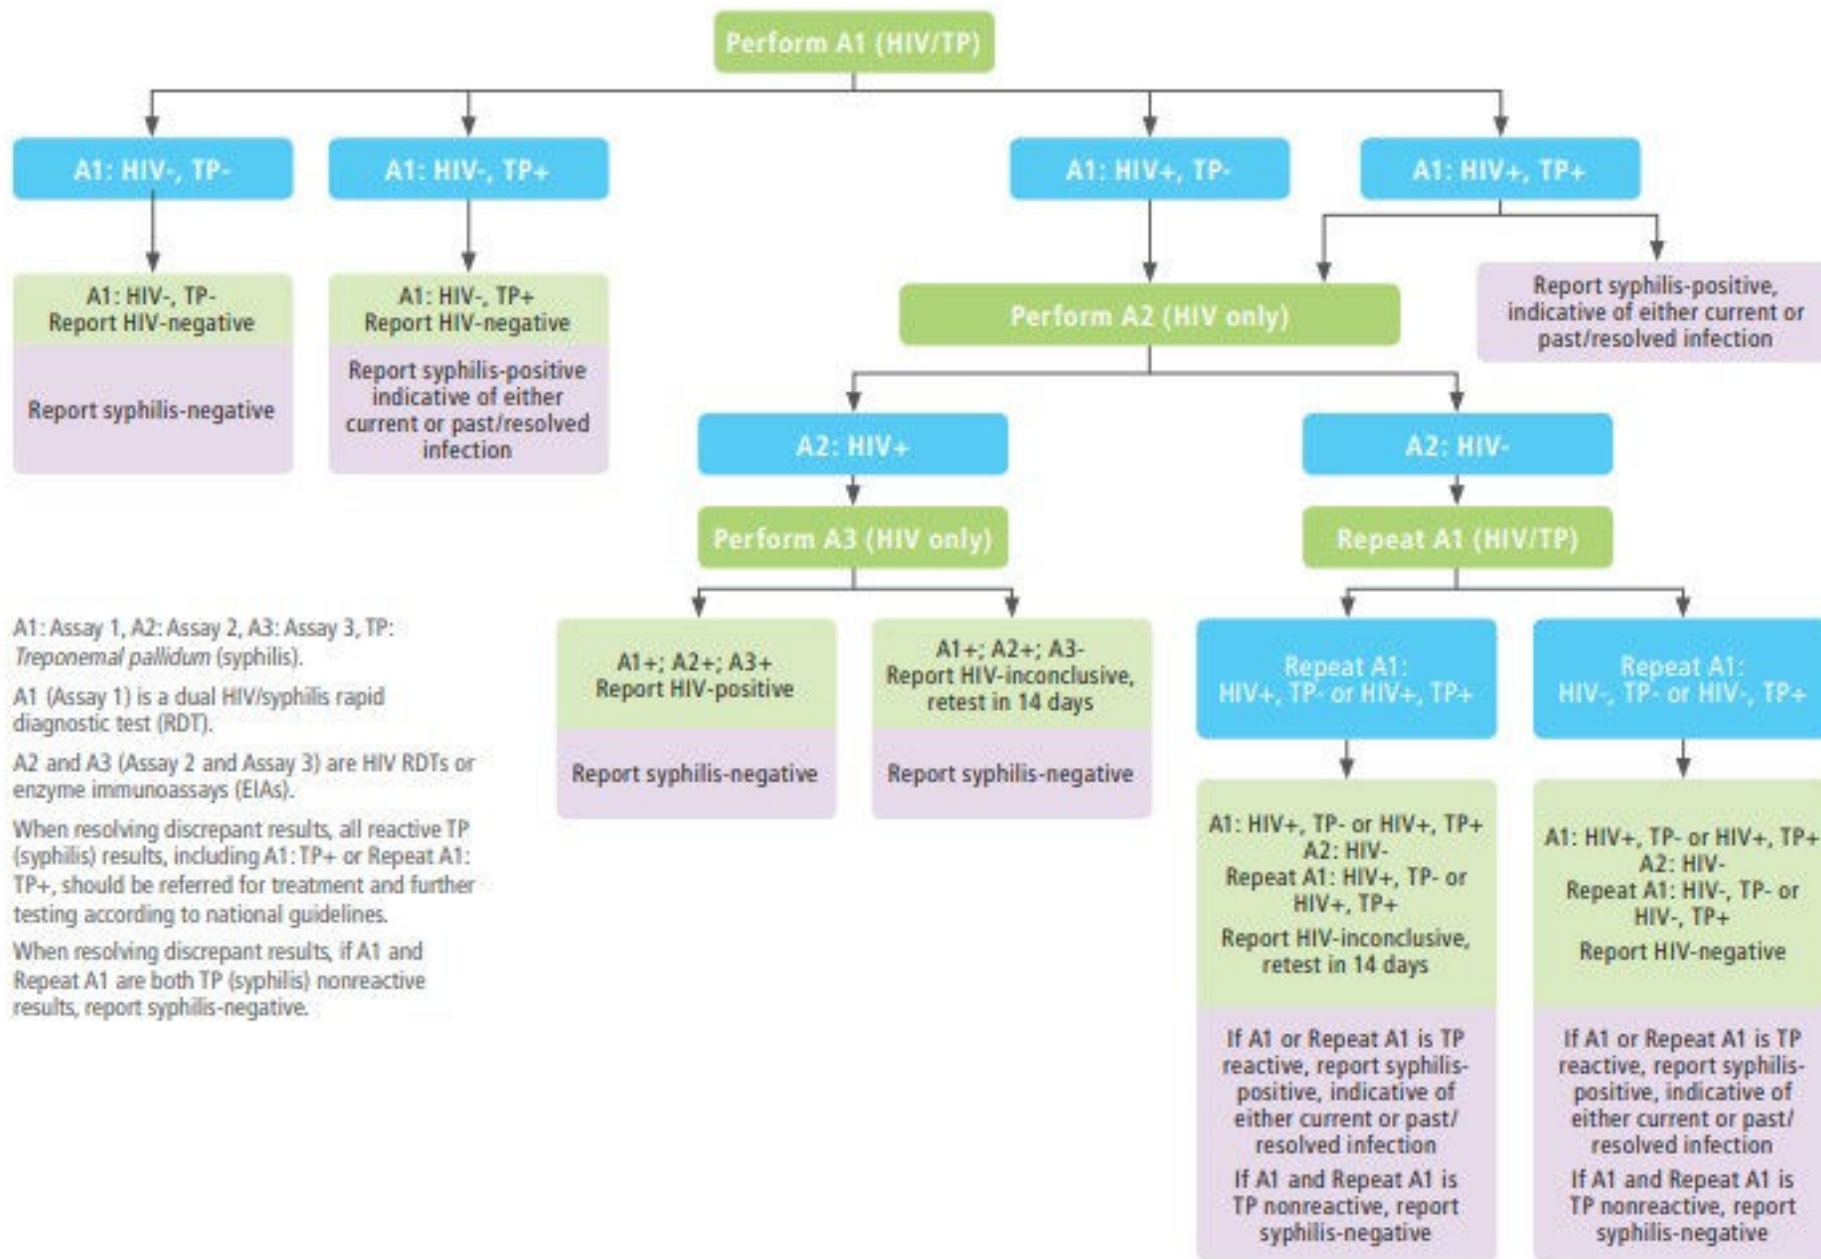 Perform A1 (HIV/TP)
A1: HIV-, TP-
A1: HIV-, TP+
A1: HIV+, TP-
A1: HIV+, TP+
A1: HIV-, TP-
Report HIV-negative
Report syphilis-negative
A1: HIV-, TP+
Report HIV-negative
Report syphilis-positive
indicative of either
current or past/resolved
infection
Perform A2 (HIV only)
Report syphilis-positive,
indicative of either current or
past/resolved infection
A2: HIV+
A2: HIV-
Perform A3 (HIV only)
Repeat A1 (HIV/TP)
A1+; A2+; A3+
Report HIV-positive
Report syphilis-negative
A1+; A2+; A3-
Report HIV-inconclusive,
retest in 14 days
Report syphilis-negative
Repeat A1:
HIV+, TP- or HIV+, TP+
Repeat A1:
HIV-, TP- or HIV-, TP+
A1: HIV+, TP- or HIV+, TP+
A2: HIV-
Repeat A1: HIV+, TP- or
HIV+, TP+
Report HIV-inconclusive,
retest in 14 days
If A1 or Repeat A1 is TP
reactive, report syphilis-
positive, indicative of
either current or past/
resolved infection
If A1 and Repeat A1 is
TP nonreactive, report
syphilis-negative
A1: HIV+, TP- or HIV+, TP+
A2: HIV-
Repeat A1: HIV-, TP- or
HIV-, TP+
Report HIV-negative
If A1 or Repeat A1 is TP
reactive, report syphilis-
positive, indicative of
either current or past/
resolved infection
If A1 and Repeat A1 is
TP nonreactive, report
syphilis-negative
A1: Assay 1, A2: Assay 2, A3: Assay 3, TP:
Treponemal pallidum (syphilis).
A1 (Assay 1) is a dual HIV/syphilis rapid
diagnostic test (RDT).
A2 and A3 (Assay 2 and Assay 3) are HIV RDTs or
enzyme immunoassays (EIAs).
When resolving discrepant results, all reactive TP
(syphilis) results, including A1: TP+ or Repeat A1:
TP+, should be referred for treatment and further
testing according to national guidelines.
When resolving discrepant results, if A1 and
Repeat A1 are both TP (syphilis) nonreactive
results, report syphilis-negative.